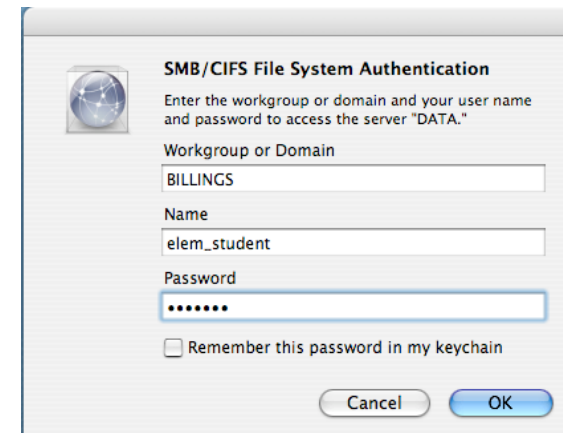 SMB/CIFS File System Authentication
Enter the workgroup or domain and your user name
and password to access the server "DATA."
Workgroup or Domain
BILLINGS
Name
elem_student
Password
•••••••
Remember this password in my keychain
Cancel OK